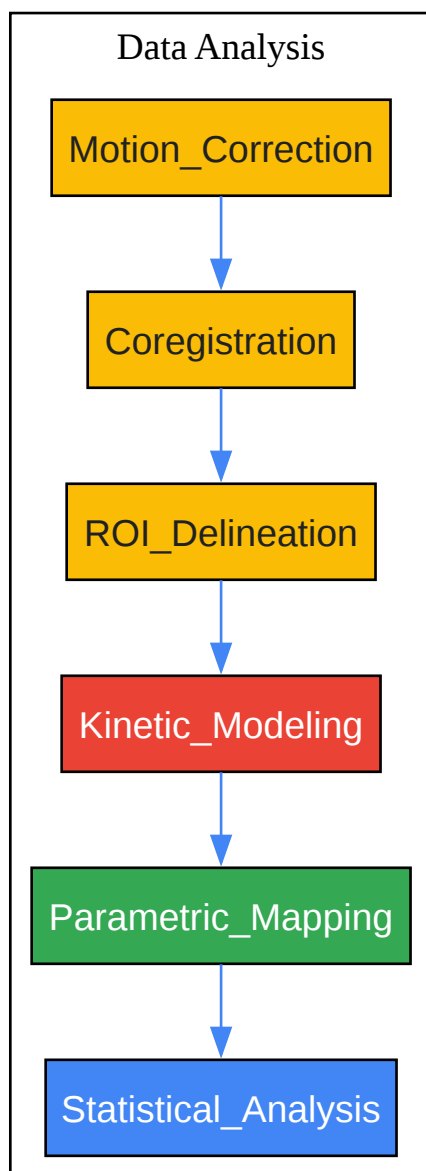 Data Analysis
Motion_Correction
Coregistration
ROI_Delineation
Kinetic_Modeling
Parametric_Mapping
Statistical_Analysis